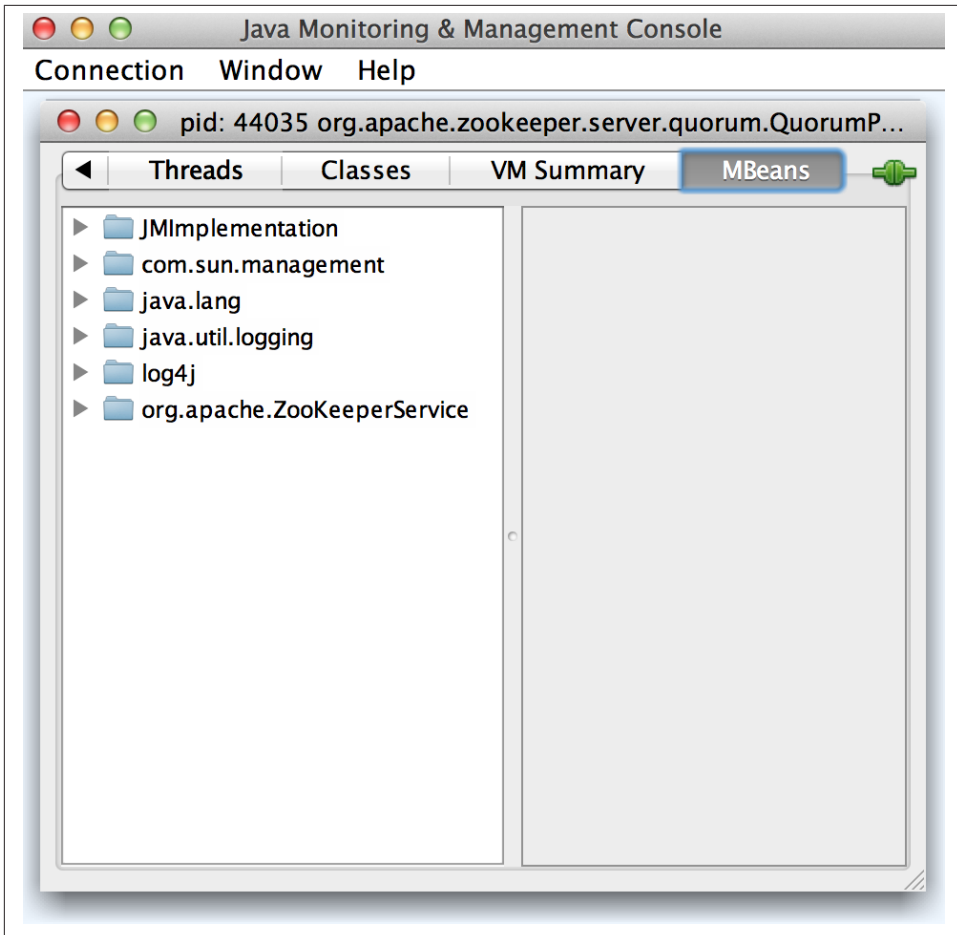 Java Monitoring & Management Console
Connection Window Help
pid: 44035 org.apache.zookeeper.server.quorum.QuorumP...
Threads Classes VM Summary MBeans
JMImplementation
com.sun.management
java.lang
java.util.logging
log4j
org.apache.ZooKeeperService